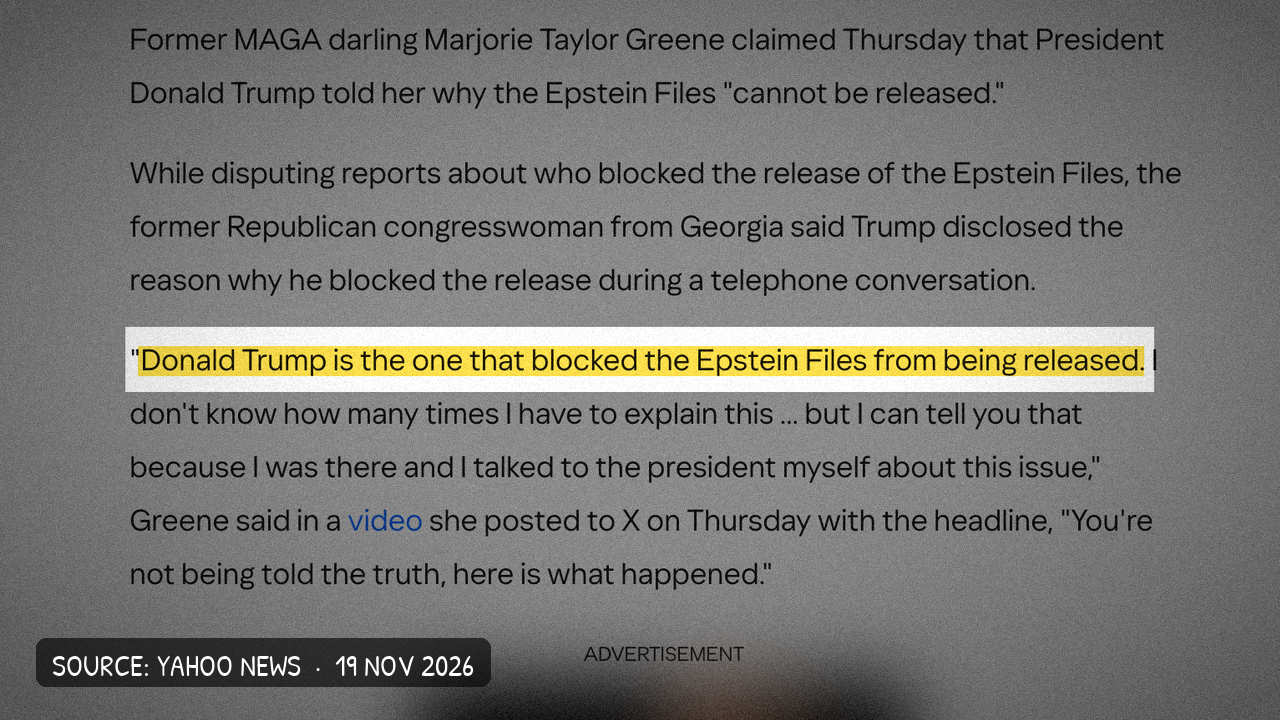 Former MAGA darling Marjorie Taylor Greene claimed Thursday that President
Donald Trump told her why the Epstein Files "cannot be released."
While disputing reports about who blocked the release of the Epstein Files, the
former Republican congresswoman from Georgia said Trump disclosed the
reason why he blocked the release during a telephone conversation.
"Donald Trump is the one that blocked the Epstein Files from being released. I
don't know how many times I have to explain this ... but I can tell you that
because I was there and I talked to the president myself about this issue,"
Greene said in a video she posted to X on Thursday with the headline, "You're
not being told the truth, here is what happened."
ADVERTISEMENT
SOURCE: YAHOO NEWS · 19 NOV 2026